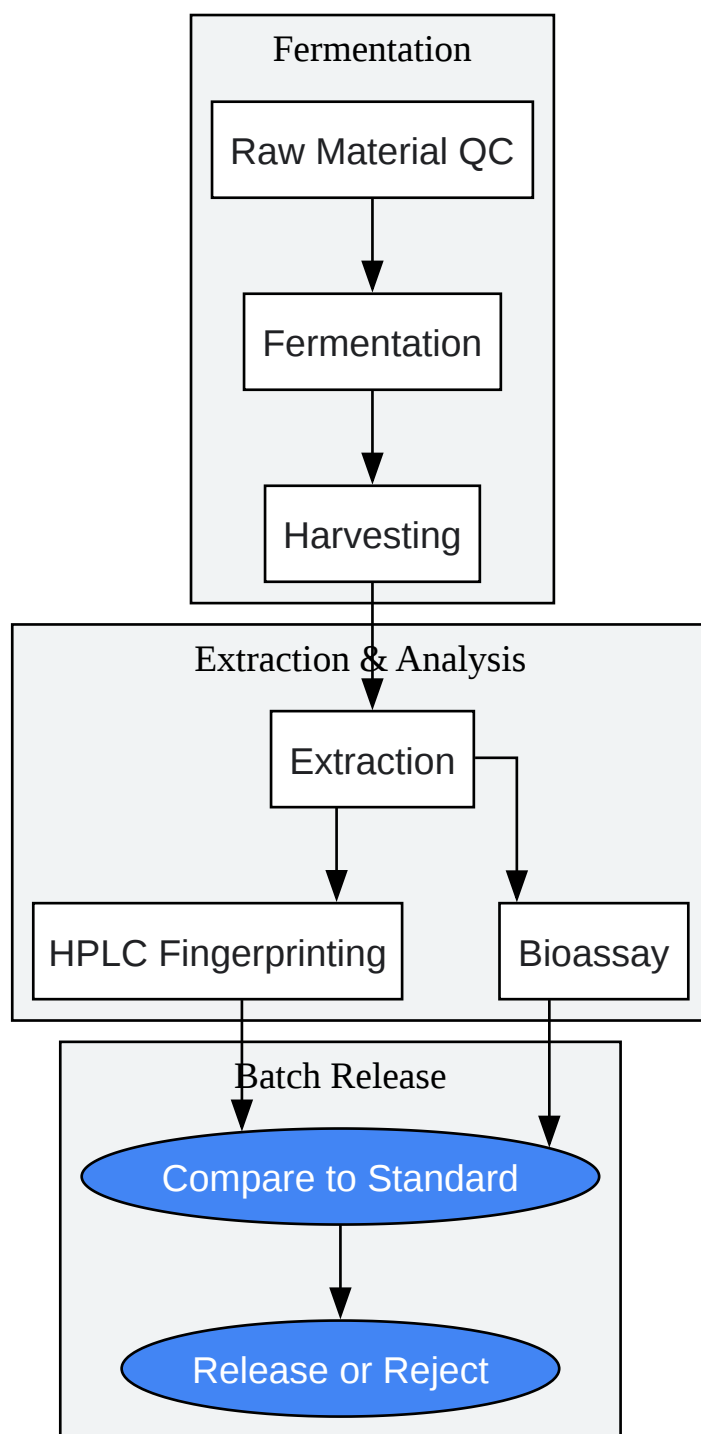 Fermentation
Raw Material QC
Fermentation
Harvesting
Extraction & Analysis
Extraction
HPLC Fingerprinting
Bioassay
Batch Release
Compare to Standard
Release or Reject